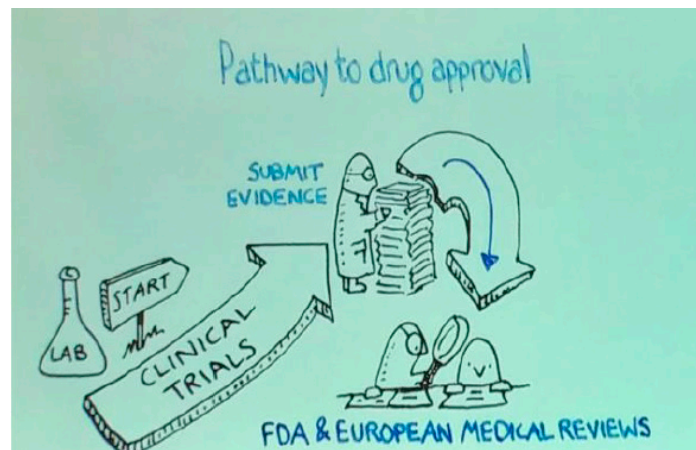 Pathway to drug approval
SUBMIT
EVIDENCE
START
LAB
CLINICAL
TRIALS
FDA & EUROPEAN MEDICAL REVIEWS